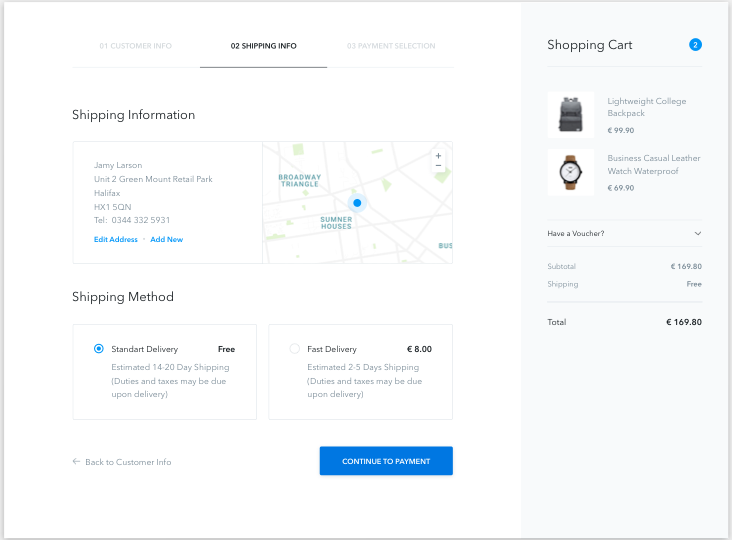 01 CUSTOMER INFO
02 SHIPPING INFO
03 PAYMENT SELECTION
Shipping Information
Jamy Larson
Unit 2 Green Mount Retail Park
Halifax
HX1 5QN
Tel: 0344 332 5931
Edit Address · Add New
BROADWAY
TRIANGLE
SUMNER
HOUSES
BUS
+
−
Shipping Method
Standart Delivery Free
Estimated 14-20 Day Shipping
(Duties and taxes may be due
upon delivery)
Fast Delivery € 8.00
Estimated 2-5 Days Shipping
(Duties and taxes may be due
upon delivery)
← Back to Customer Info
CONTINUE TO PAYMENT
Shopping Cart 2
Lightweight College
Backpack
€ 99.90
Business Casual Leather
Watch Waterproof
€ 69.90
Have a Voucher?
Subtotal € 169.80
Shipping Free
Total € 169.80